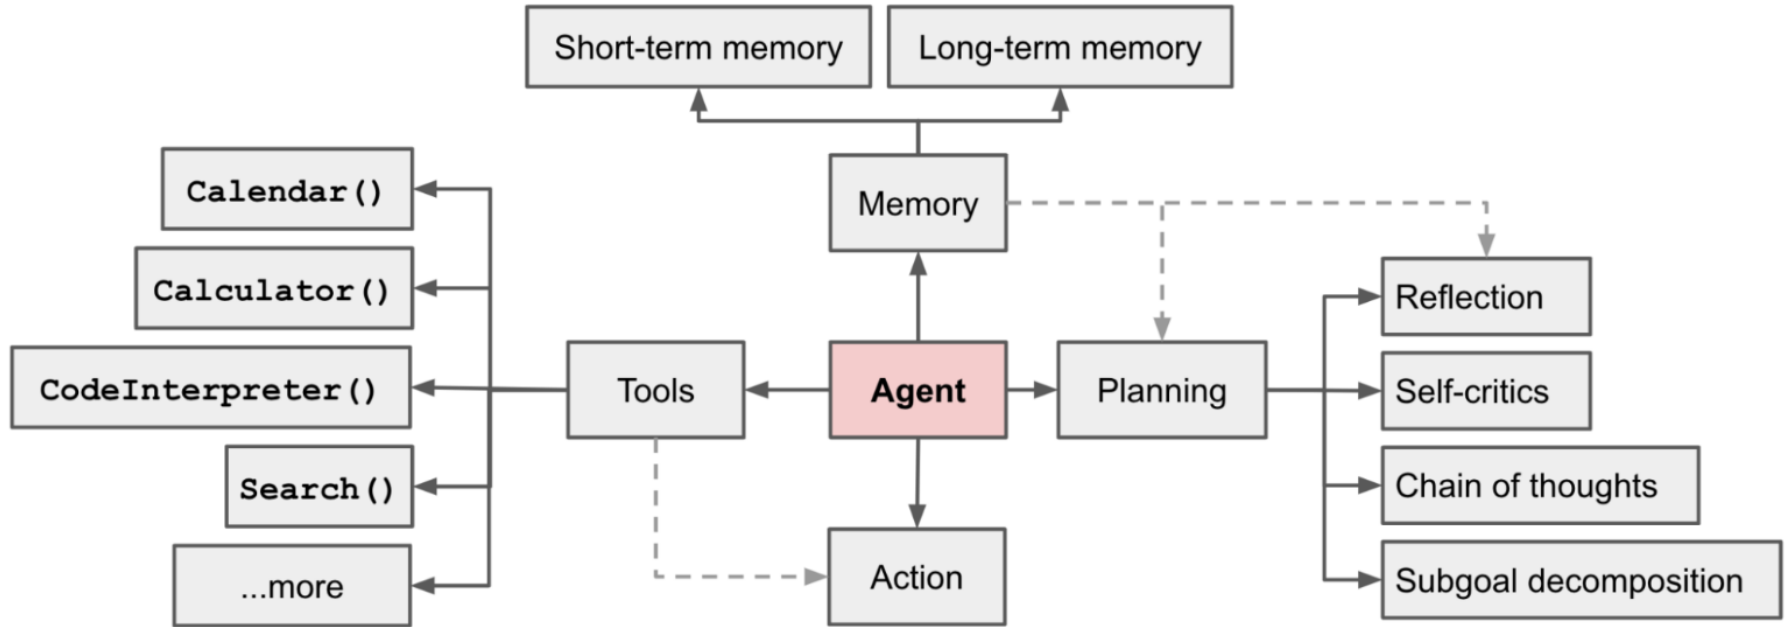 Short-term memory
Long-term memory
Calendar()
Memory
Calculator()
Reflection
CodeInterpreter()
Tools
Agent
Planning
Self-critics
Search()
Chain of thoughts
...more
Action
Subgoal decomposition